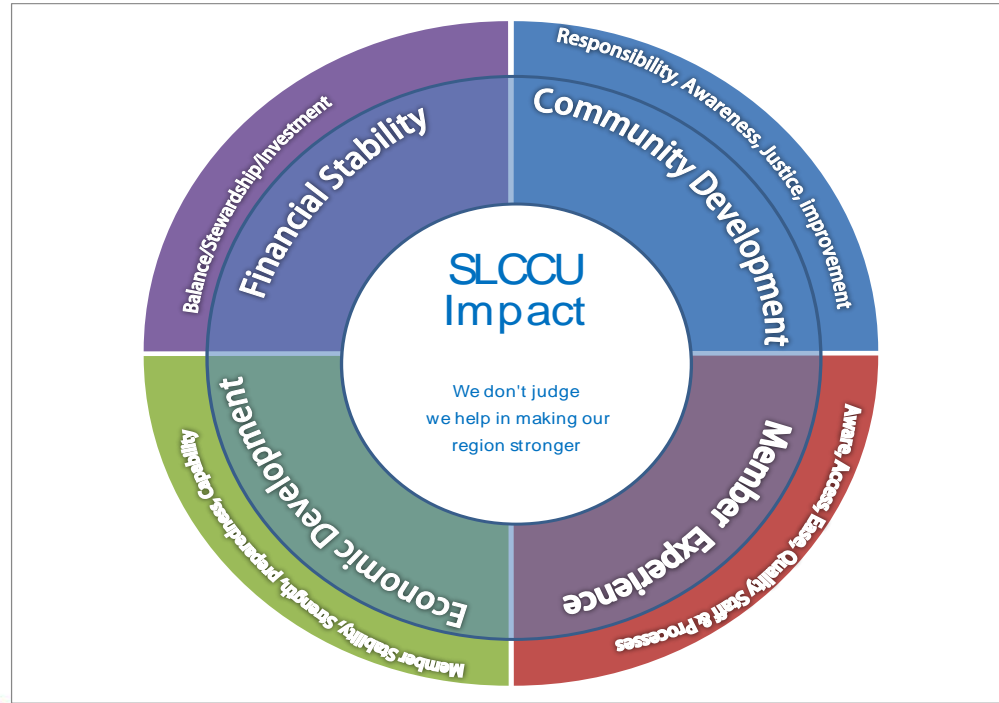 Balance/Stewardship/Investment
Financial Stability
Responsibility, Awareness, Justice, improvement
Community Development
SLCCU
Impact
We don't judge
we help in making our
region stronger
Economic Development
Member Stability, Strength, preparedness, Capability
Member Experience
Aware, Access, Ease, Quality Staff & Processes